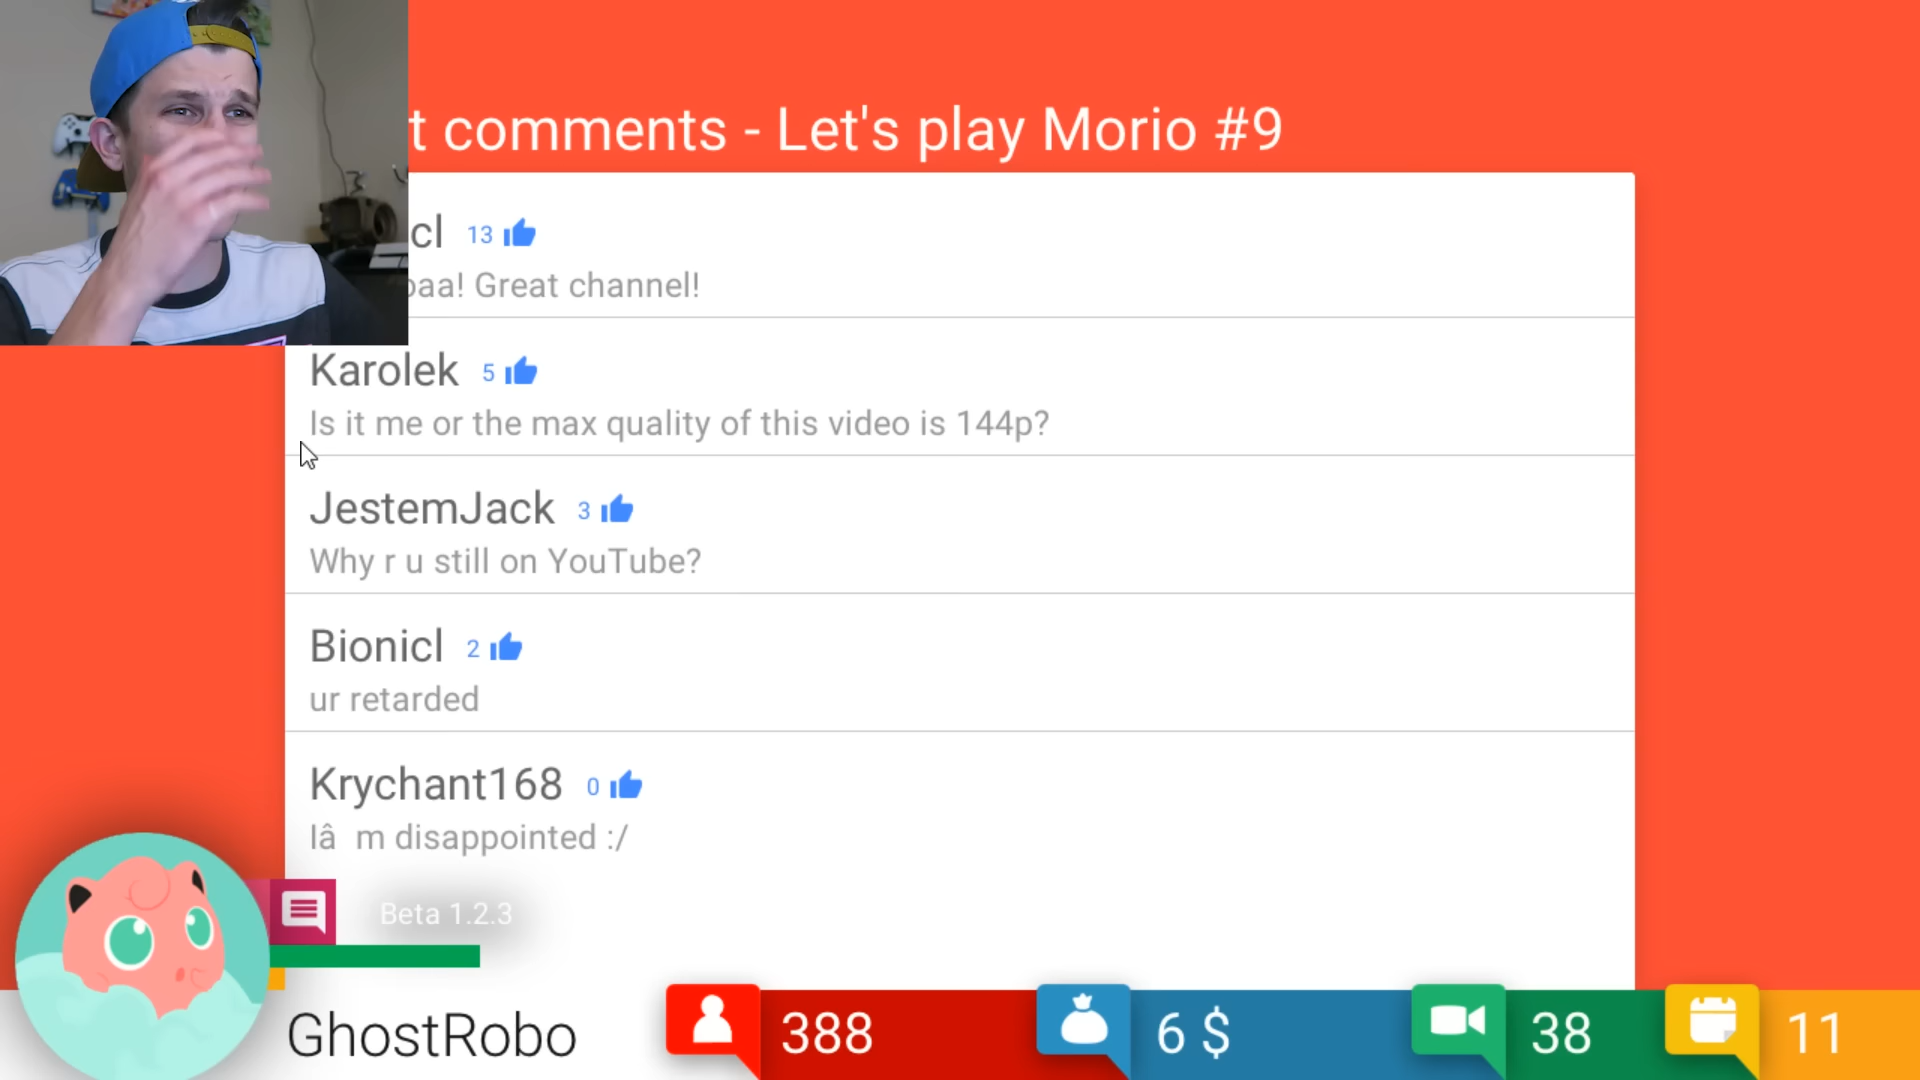 t comments - Let's play Morio #9
cl 13
oaa! Great channel!
Karolek 5
Is it me or the max quality of this video is 144p?
JestemJack 3
Why r u still on YouTube?
Bionicl 2
ur retarded
Krychant168 0
Iâ m disappointed :/
Beta 1.2.3
GhostRobo 388 6 $ 38 11